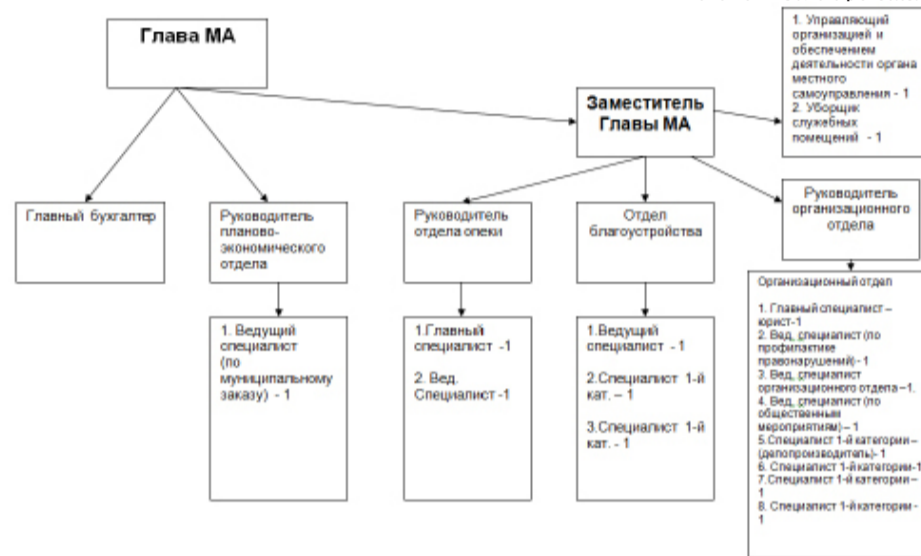 Глава МА
1. Управляющий
организацией и
обеспечением
деятельности органа
местного
самоуправления - 1
2. Уборщик
служебных
помещений - 1
Заместитель
Главы МА
Главный бухгалтер
Руководитель
планово-
экономического
отдела
Руководитель
отдела опеки
Отдел
благоустройства
Руководитель
организационного
отдела
1. Ведущий
специалист
(по
муниципальному
заказу) - 1
1.Главный
специалист -1
2. Вед.
Специалист -1
1.Ведущий
специалист - 1
2.Специалист 1-й
кат. – 1
3.Специалист 1-й
кат. - 1
Организационный отдел
1. Главный специалист –
юрист-1
2. Вед. специалист (по
профилактике
правонарушений)- 1
3. Вед. специалист
организационного отдела –1.
4. Вед. специалист (по
общественным
мероприятиям) – 1
5.Специалист 1-й категории –
(делопроизводитель)- 1
6. Специалист 1-й категории-1
7.Специалист 1-й категории –
1
8. Специалист 1-й категории -
1